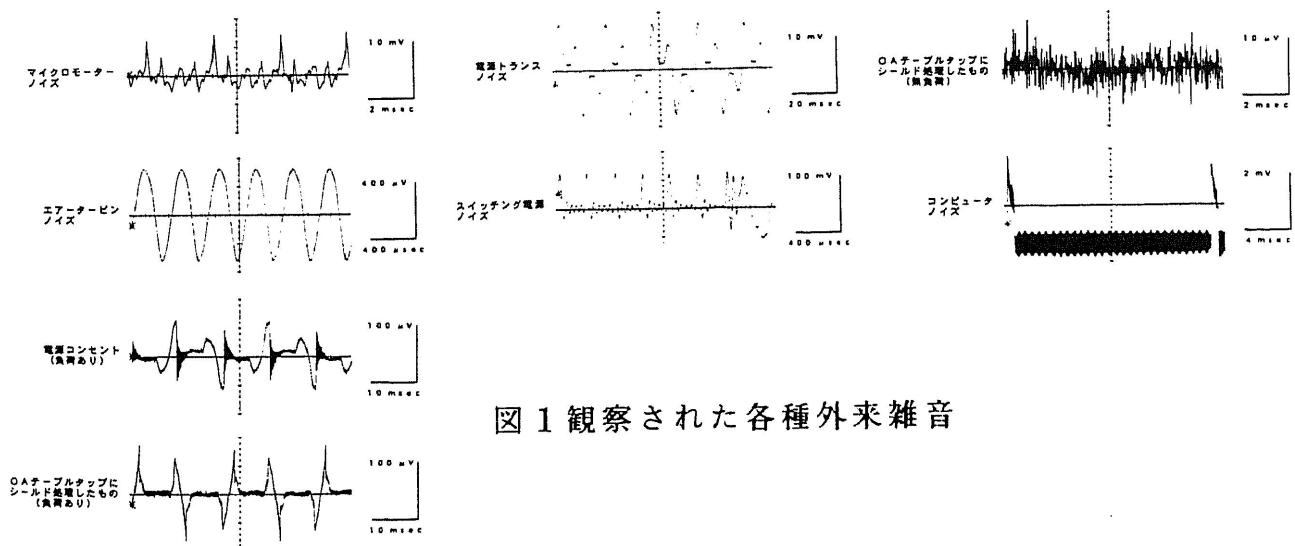 マイクロモーター
ノイズ
10 mV
2 msec
エアータービン
ノイズ
400 μV
400 μsec
電源コンセント
(負荷あり)
100 μV
10 msec
OAテーブルタップに
シールド処理したもの
(負荷あり)
100 μV
10 msec
電源トランス
ノイズ
10 mV
20 msec
スイッチング電源
ノイズ
100 mV
400 μsec
OAテーブルタップに
シールド処理したもの
(無負荷)
10 μV
2 msec
コンピュータ
ノイズ
2 mV
4 msec
図1観察された各種外来雑音